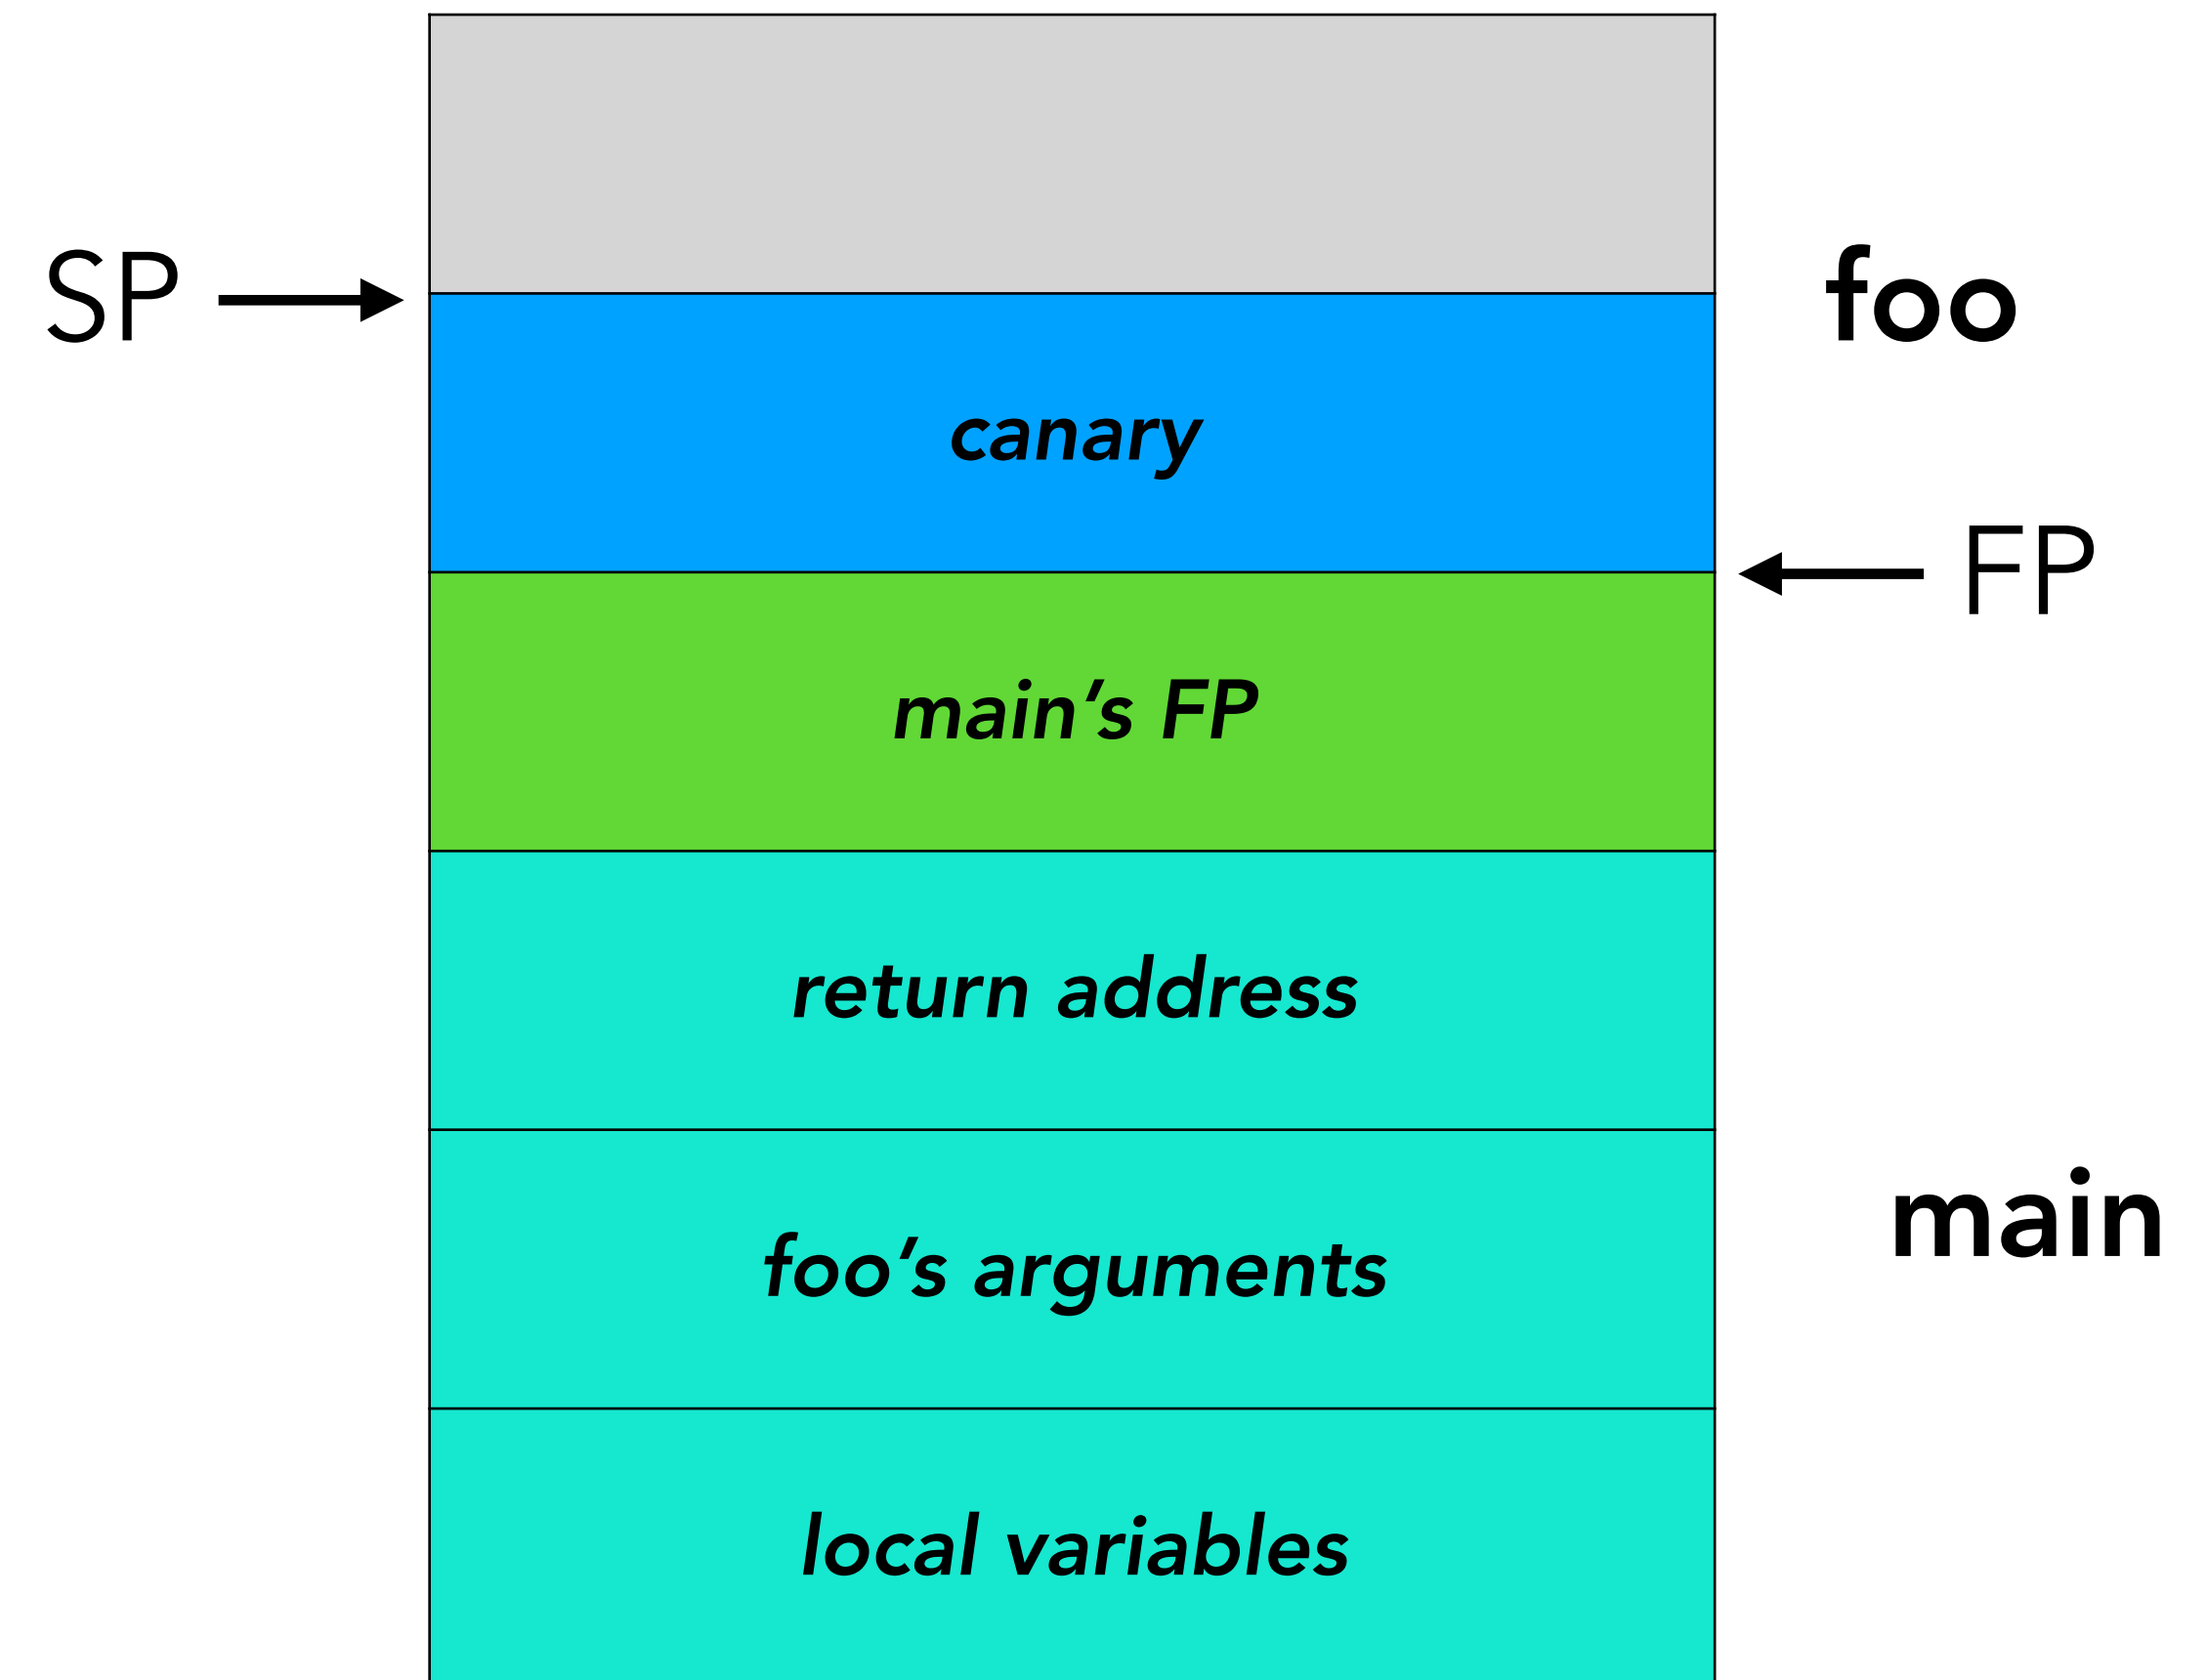 SP
foo
canary
FP
main’s FP
return address
foo’s arguments
main
local variables